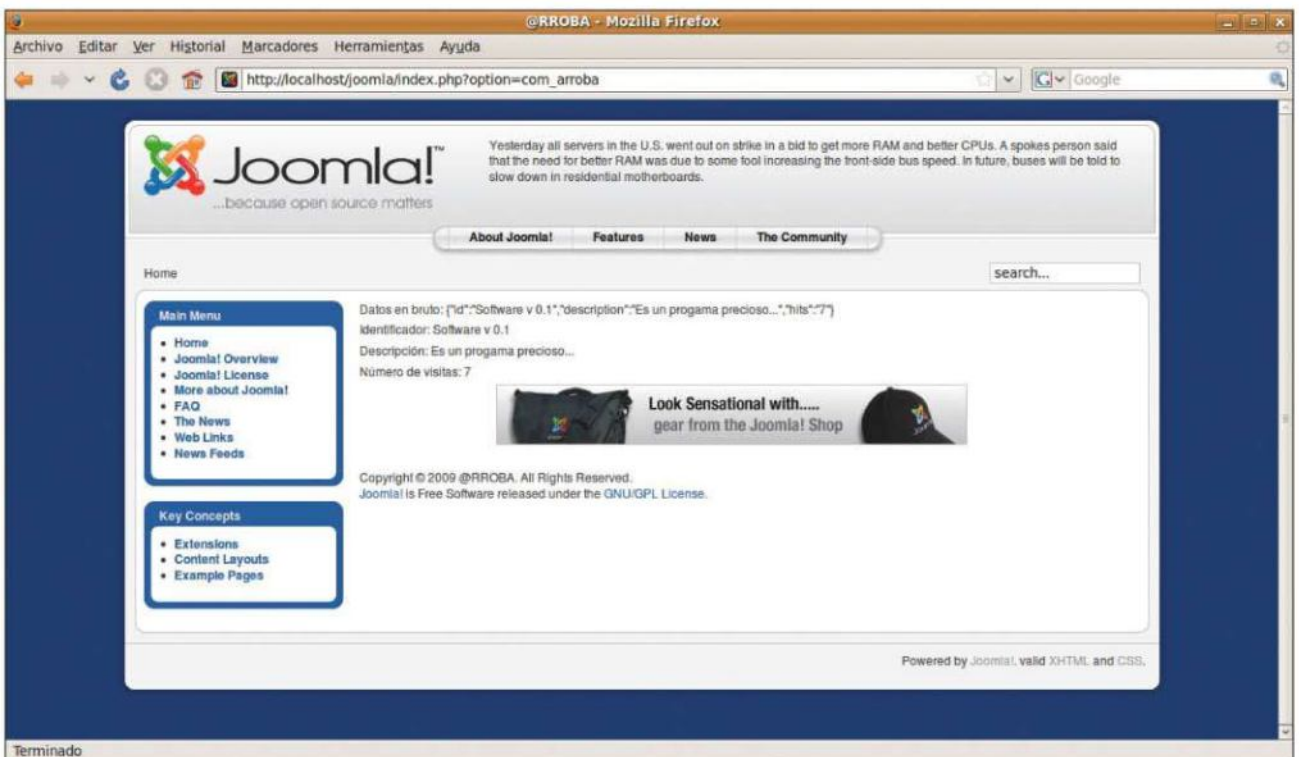 @RROBA - Mozilla Firefox
Archivo Editar Ver Historial Marcadores Herramientas Ayuda
http://localhost/joomla/index.php?option=com_arroba
Google
Joomla!™
...because open source matters
Yesterday all servers in the U.S. went out on strike in a bid to get more RAM and better CPUs. A spokes person said
that the need for better RAM was due to some fool increasing the front-side bus speed. In future, buses will be told to
slow down in residential motherboards.
About Joomla! Features News The Community
Home
search...
Main Menu
Home
Joomla! Overview
Joomla! License
More about Joomla!
FAQ
The News
Web Links
News Feeds
Key Concepts
Extensions
Content Layouts
Example Pages
Datos en bruto: {"id":"Software v 0.1","description":"Es un progama precioso...","hits":"7"}
Identificador: Software v 0.1
Descripción: Es un progama precioso...
Número de visitas: 7
Look Sensational with.....
gear from the Joomla! Shop
Copyright © 2009 @RROBA. All Rights Reserved.
Joomla! is Free Software released under the GNU/GPL License.
Powered by Joomla!. valid XHTML and CSS.
Terminado